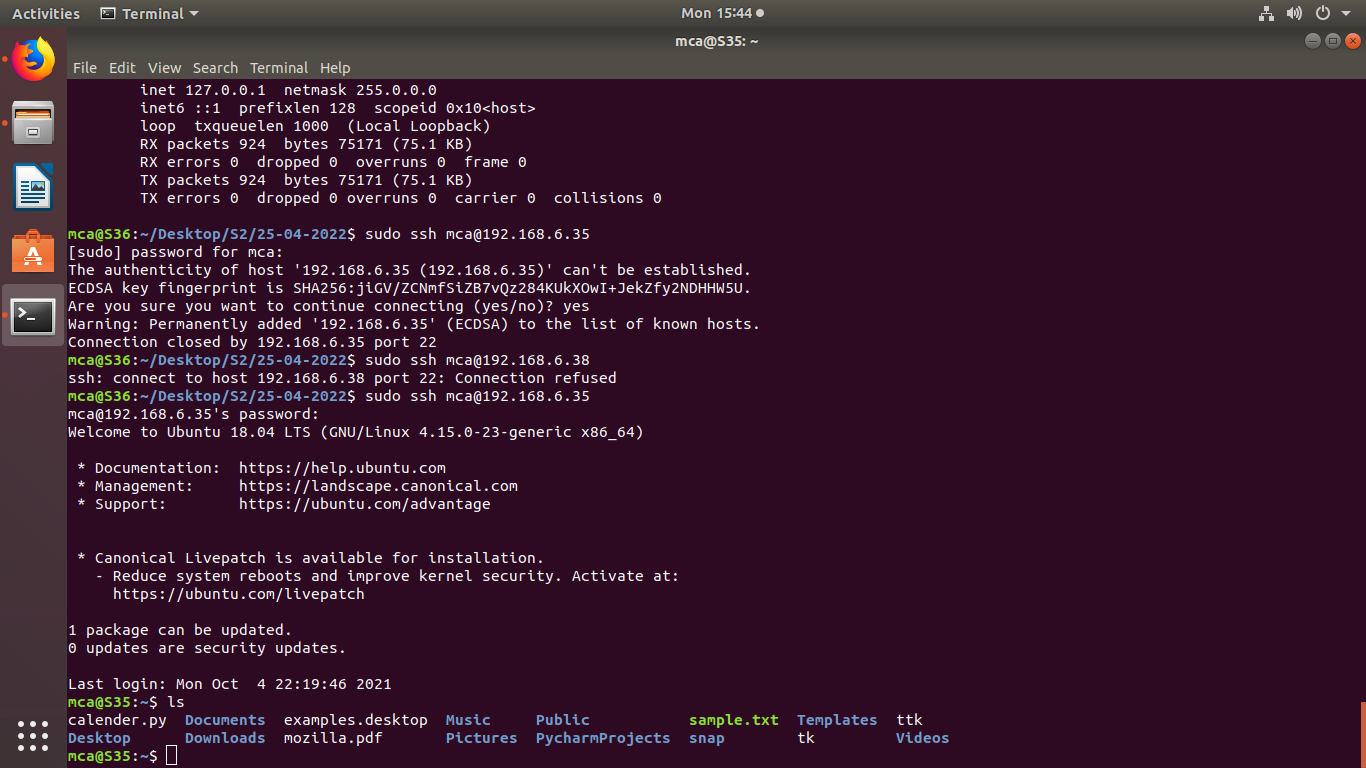 Activities Terminal Mon 15:44
mca@S35: ~
File Edit View Search Terminal Help
inet 127.0.0.1  netmask 255.0.0.0
inet6 ::1  prefixlen 128  scopeid 0x10<host>
loop  txqueuelen 1000  (Local Loopback)
RX packets 924  bytes 75171 (75.1 KB)
RX errors 0  dropped 0  overruns 0  frame 0
TX packets 924  bytes 75171 (75.1 KB)
TX errors 0  dropped 0 overruns 0  carrier 0  collisions 0
mca@S36:~/Desktop/S2/25-04-2022$ sudo ssh mca@192.168.6.35
[sudo] password for mca:
The authenticity of host '192.168.6.35 (192.168.6.35)' can't be established.
ECDSA key fingerprint is SHA256:jiGV/ZCNmfSiZB7vQz284KUkXOwI+JekZfy2NDHHW5U.
Are you sure you want to continue connecting (yes/no)? yes
Warning: Permanently added '192.168.6.35' (ECDSA) to the list of known hosts.
Connection closed by 192.168.6.35 port 22
mca@S36:~/Desktop/S2/25-04-2022$ sudo ssh mca@192.168.6.38
ssh: connect to host 192.168.6.38 port 22: Connection refused
mca@S36:~/Desktop/S2/25-04-2022$ sudo ssh mca@192.168.6.35
mca@192.168.6.35's password:
Welcome to Ubuntu 18.04 LTS (GNU/Linux 4.15.0-23-generic x86_64)
* Documentation:  https://help.ubuntu.com
* Management:     https://landscape.canonical.com
* Support:        https://ubuntu.com/advantage
* Canonical Livepatch is available for installation.
- Reduce system reboots and improve kernel security. Activate at:
https://ubuntu.com/livepatch
1 package can be updated.
0 updates are security updates.
Last login: Mon Oct  4 22:19:46 2021
mca@S35:~$ ls
calender.py  Documents  examples.desktop  Music     Public           sample.txt  Templates  ttk
Desktop      Downloads  mozilla.pdf       Pictures  PycharmProjects  snap        tk         Videos
mca@S35:~$